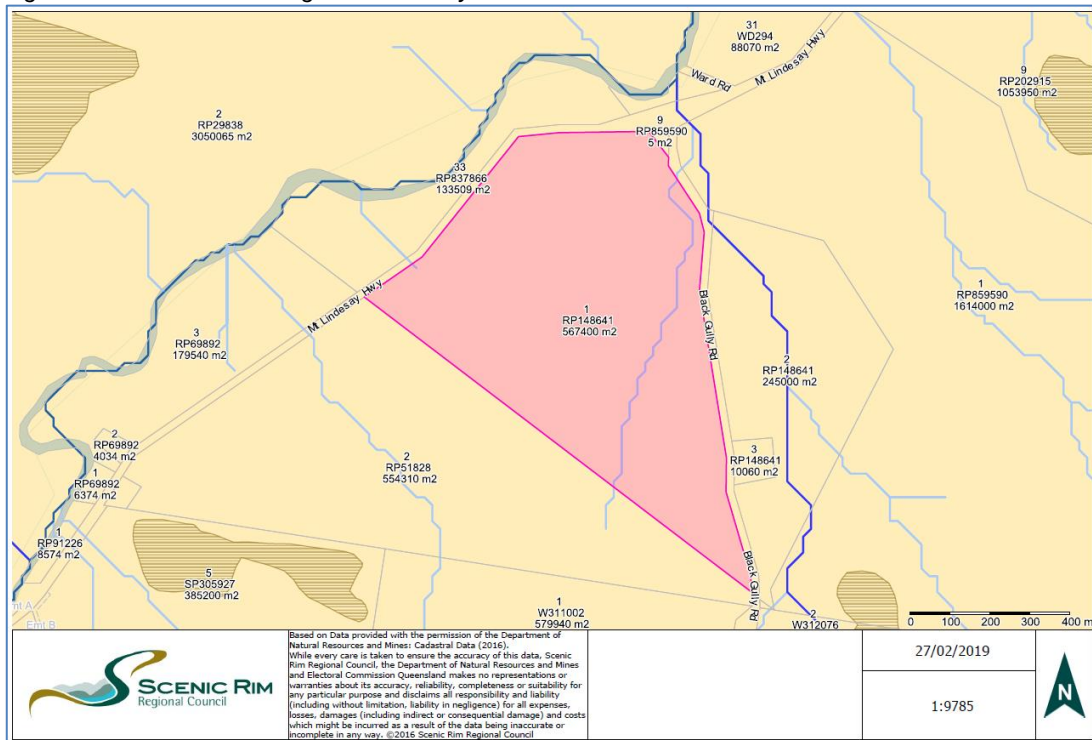 31
WD294
88070 m2
Mt Lindesay Hwy
Ward Rd
9
RP202915
1053950 m2
2
RP29838
3050065 m2
9
RP859590
5 m2
33
RP837866
133509 m2
Mt Lindesay Hwy
1
RP148641
567400 m2
Black Gully Rd
1
RP859590
1614000 m2
3
RP69892
179540 m2
2
RP148641
245000 m2
2
RP69892
4034 m2
1
RP69892
6374 m2
2
RP51828
554310 m2
3
RP148641
10060 m2
1
RP91226
8574 m2
5
SP305927
385200 m2
Black Gully Rd
1
W311002
579940 m2
2
W312076
Emt B
0 100 200 300 400 m
SCENIC RIM
Regional Council
Based on Data provided with the permission of the Department of
Natural Resources and Mines: Cadastral Data (2016).
While every care is taken to ensure the accuracy of this data, Scenic
Rim Regional Council, the Department of Natural Resources and Mines
and Electoral Commission Queensland makes no representations or
warranties about its accuracy, reliability, completeness or suitability for
any particular purpose and disclaims all responsibility and liability
(including without limitation, liability in negligence) for all expenses,
losses, damages (including indirect or consequential damage) and costs
which might be incurred as a result of the data being inaccurate or
incomplete in any way. ©2016 Scenic Rim Regional Council
27/02/2019
1:9785
N